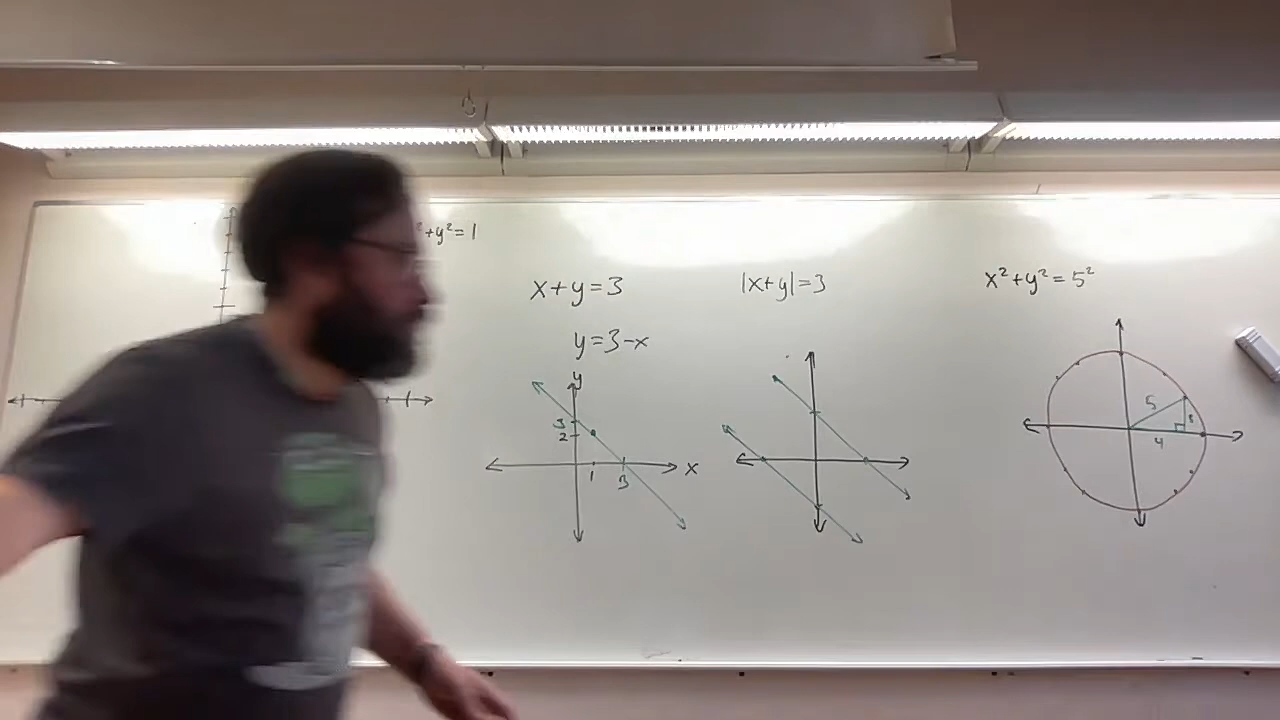 ²+y²=1
x+y=3
y=3-x
y
3
2
1
3
x
|x+y|=3
x²+y²=5²
5
3
4